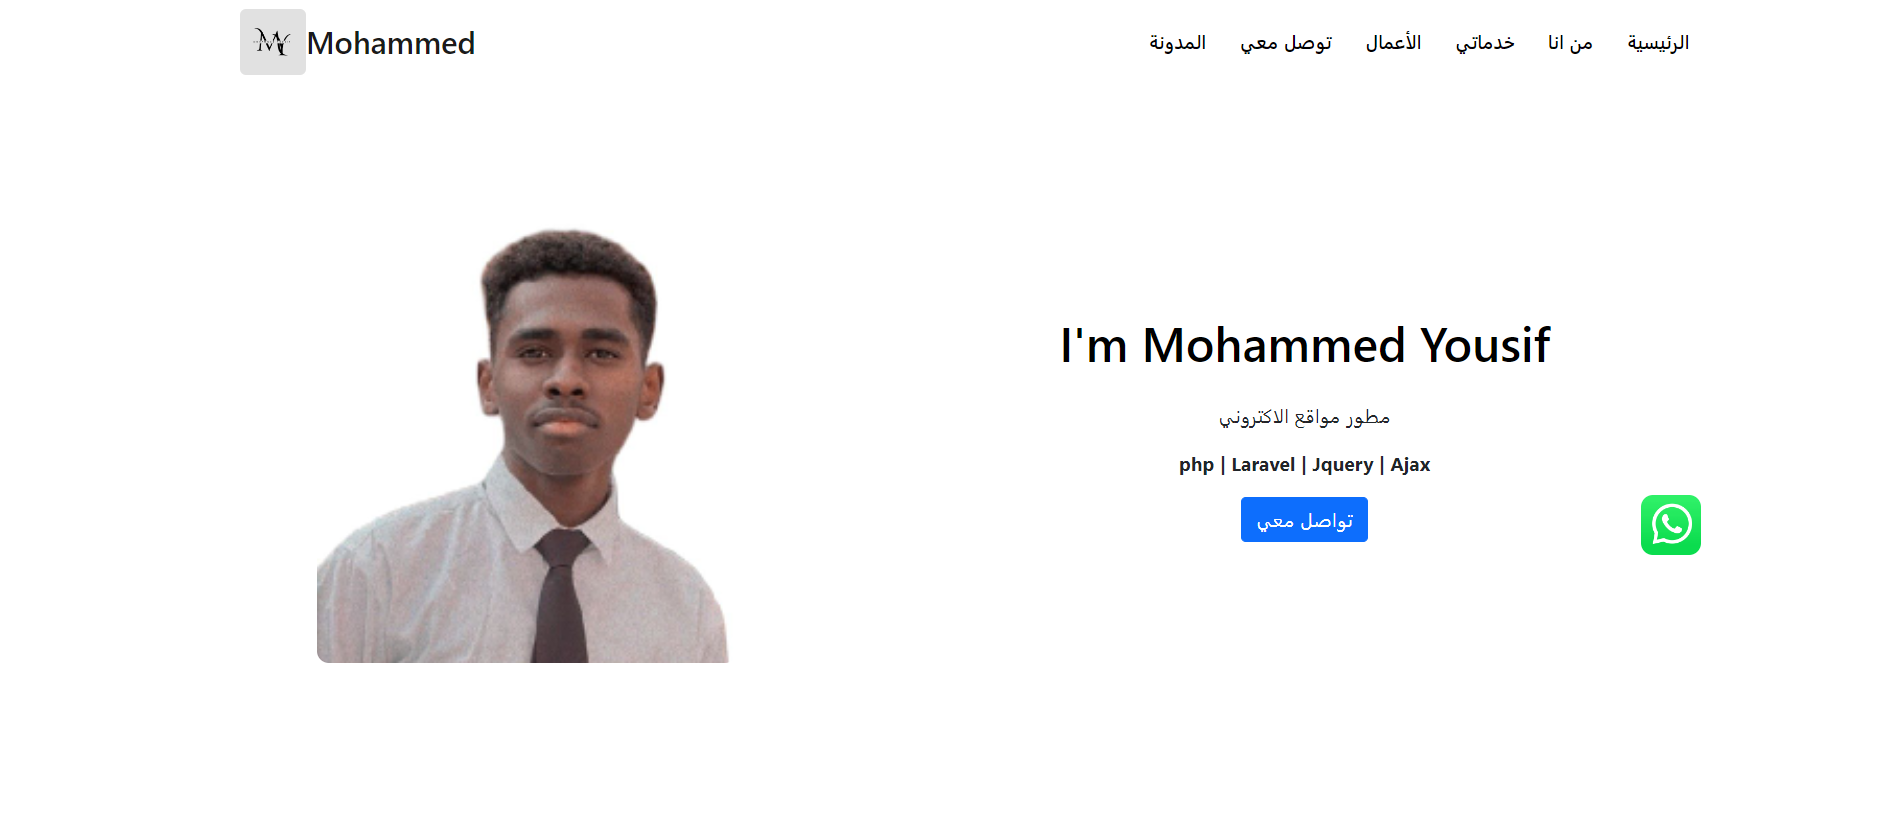 Mohammed
الرئيسية
من انا
خدماتي
الأعمال
توصل معي
المدونة
I'm Mohammed Yousif
مطور مواقع الاكتروني
php | Laravel | Jquery | Ajax
تواصل معي